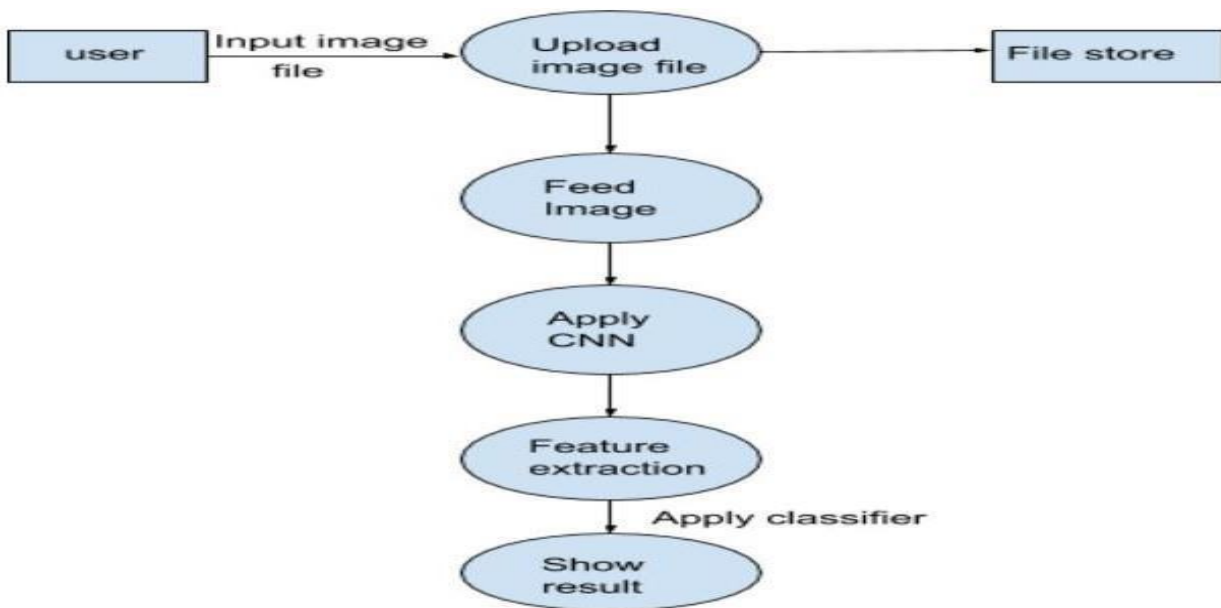 user
Input image
file
Upload
image file
File store
Feed
Image
Apply
CNN
Feature
extraction
Apply classifier
Show
result